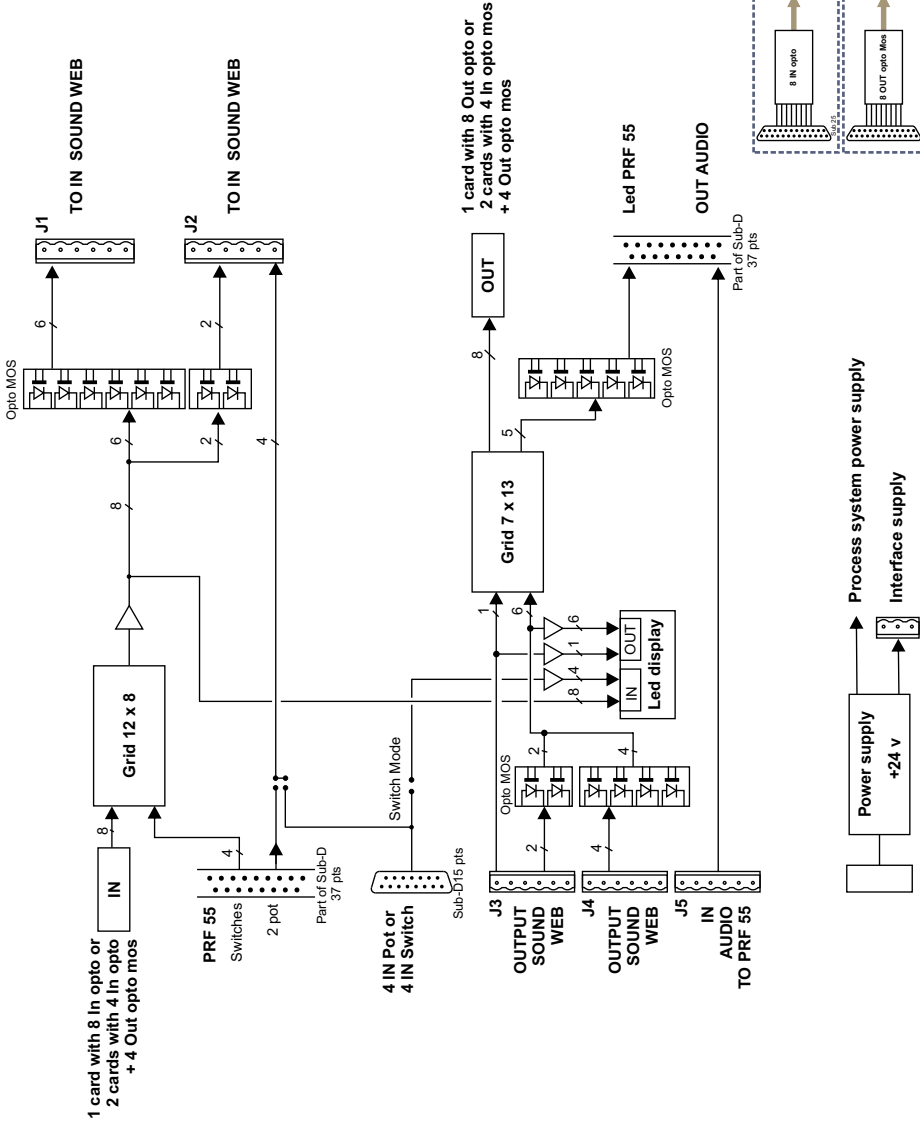 1 card with 8 In opto or
2 cards with 4 In opto
+ 4 Out opto mos
IN
8
Grid 12 x 8
PRF 55
Switches
2 pot
4
Part of Sub-D
37 pts
8
6
2
4
Opto MOS
6
2
J1
TO IN SOUND WEB
J2
TO IN SOUND WEB
4 IN Pot or
4 IN Switch
Sub-D15 pts
Switch Mode
J3
OUTPUT
SOUND
WEB
J4
OUTPUT
SOUND
WEB
J5
IN
AUDIO
TO PRF 55
2
4
Opto MOS
2
4
8
4
1
6
IN
OUT
Led display
1
6
Grid 7 x 13
8
5
OUT
1 card with 8 Out opto or
2 cards with 4 In opto mos
+ 4 Out opto mos
Opto MOS
Led PRF 55
OUT AUDIO
Part of Sub-D
37 pts
Power supply
+24 v
Process system power supply
Interface supply
8 IN opto
Sub 25
8 OUT opto Mos